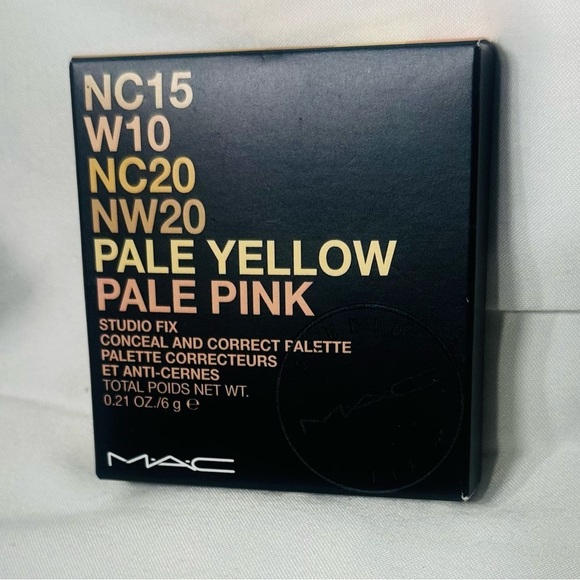 NC15
W10
NC20
NW20
PALE YELLOW
PALE PINK
STUDIO FIX
CONCEAL AND CORRECT PALETTE
PALETTE CORRECTEURS
ET ANTI-CERNES
TOTAL POIDS NET WT.
0.21 OZ./6 g ℮
M·A·C